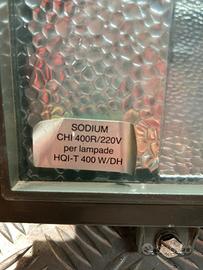 SODIUM
CHI 400R/220V
per lampade
HQI-T 400 W/DH